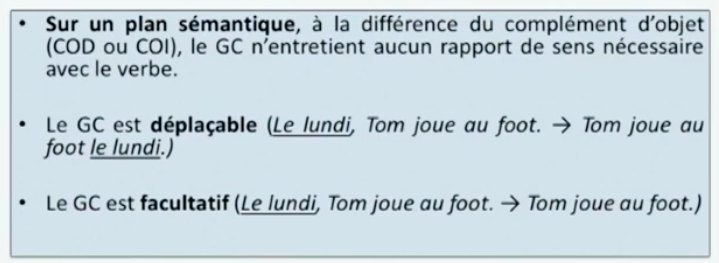 • Sur un plan sémantique, à la différence du complément d'objet
(COD ou COI), le GC n'entretient aucun rapport de sens nécessaire
avec le verbe.
• Le GC est déplaçable (Le lundi, Tom joue au foot. → Tom joue au
foot le lundi.)
• Le GC est facultatif (Le lundi, Tom joue au foot. → Tom joue au foot.)